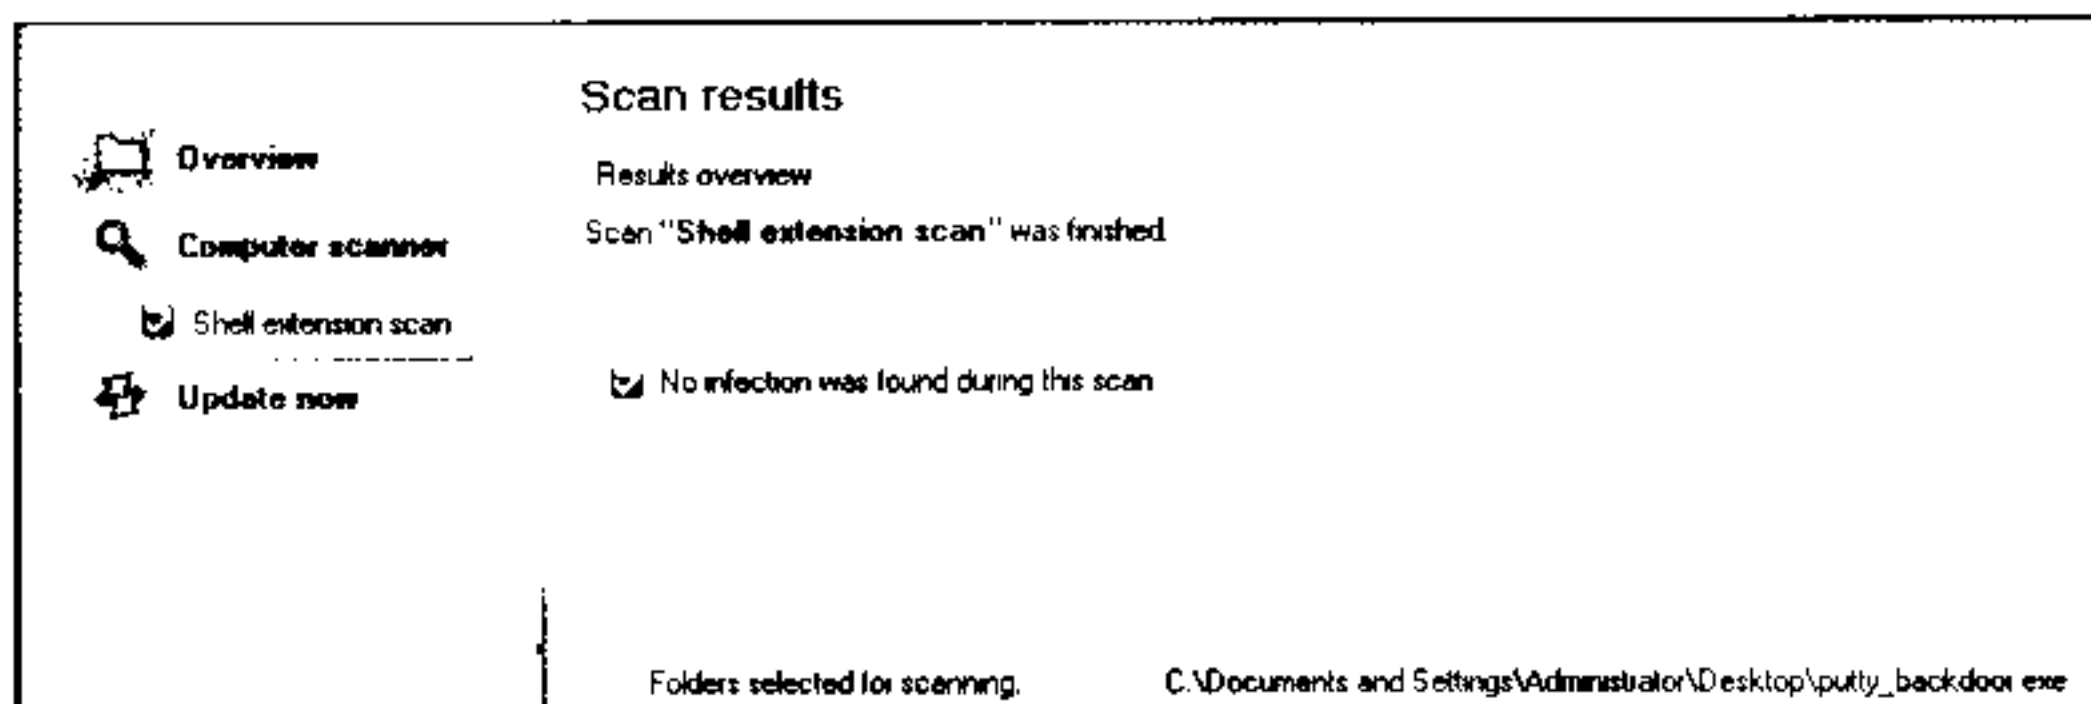 Scan results
Overview
Results overview
Computer scanner
Scan "Shell extension scan" was finished.
Shell extension scan
Update now
No infection was found during this scan
Folders selected for scanning:
C:\Documents and Settings\Administrator\Desktop\putty_backdoor.exe